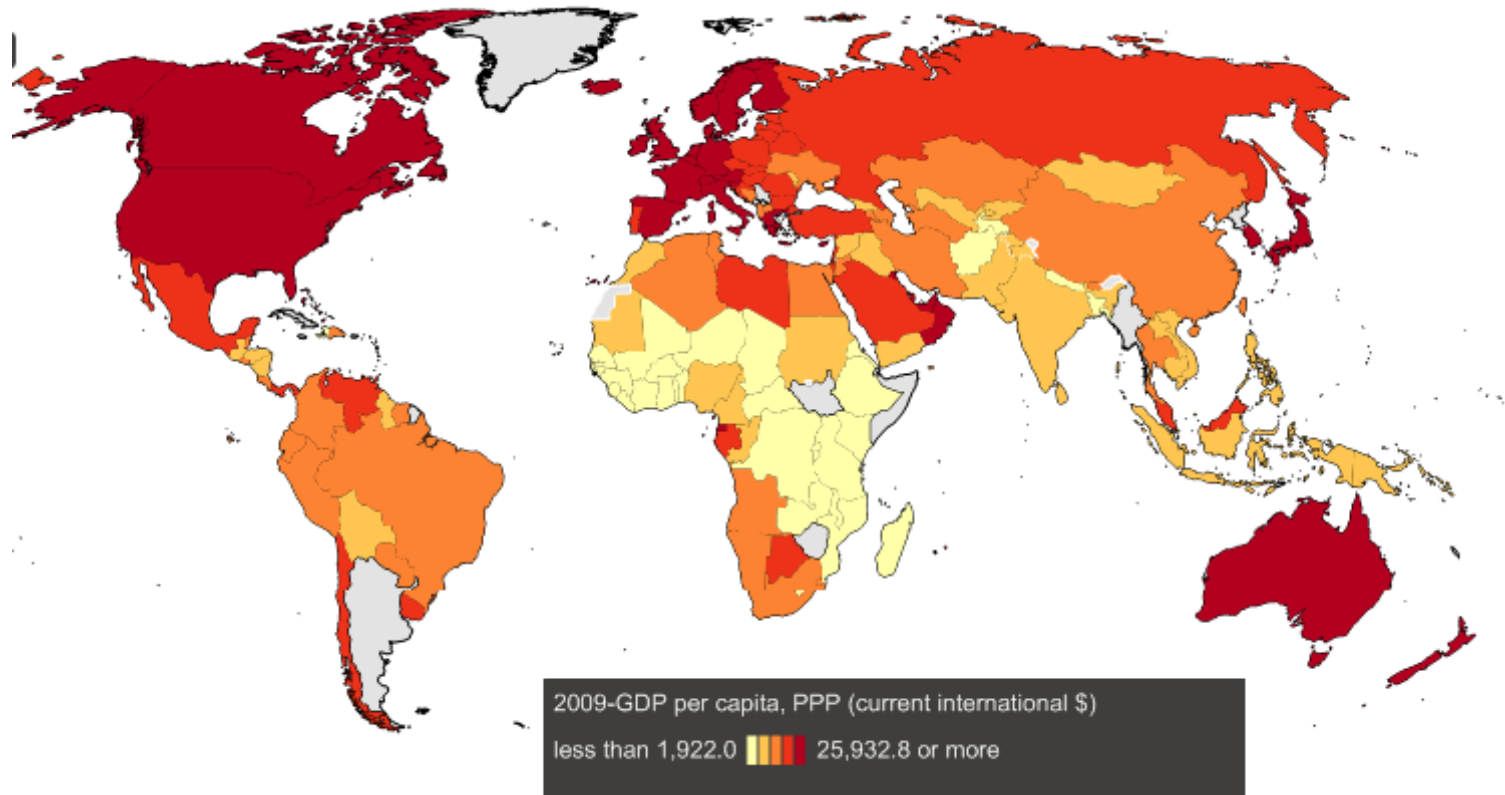 2009-GDP per capita, PPP (current international $)
less than 1,922.0 25,932.8 or more